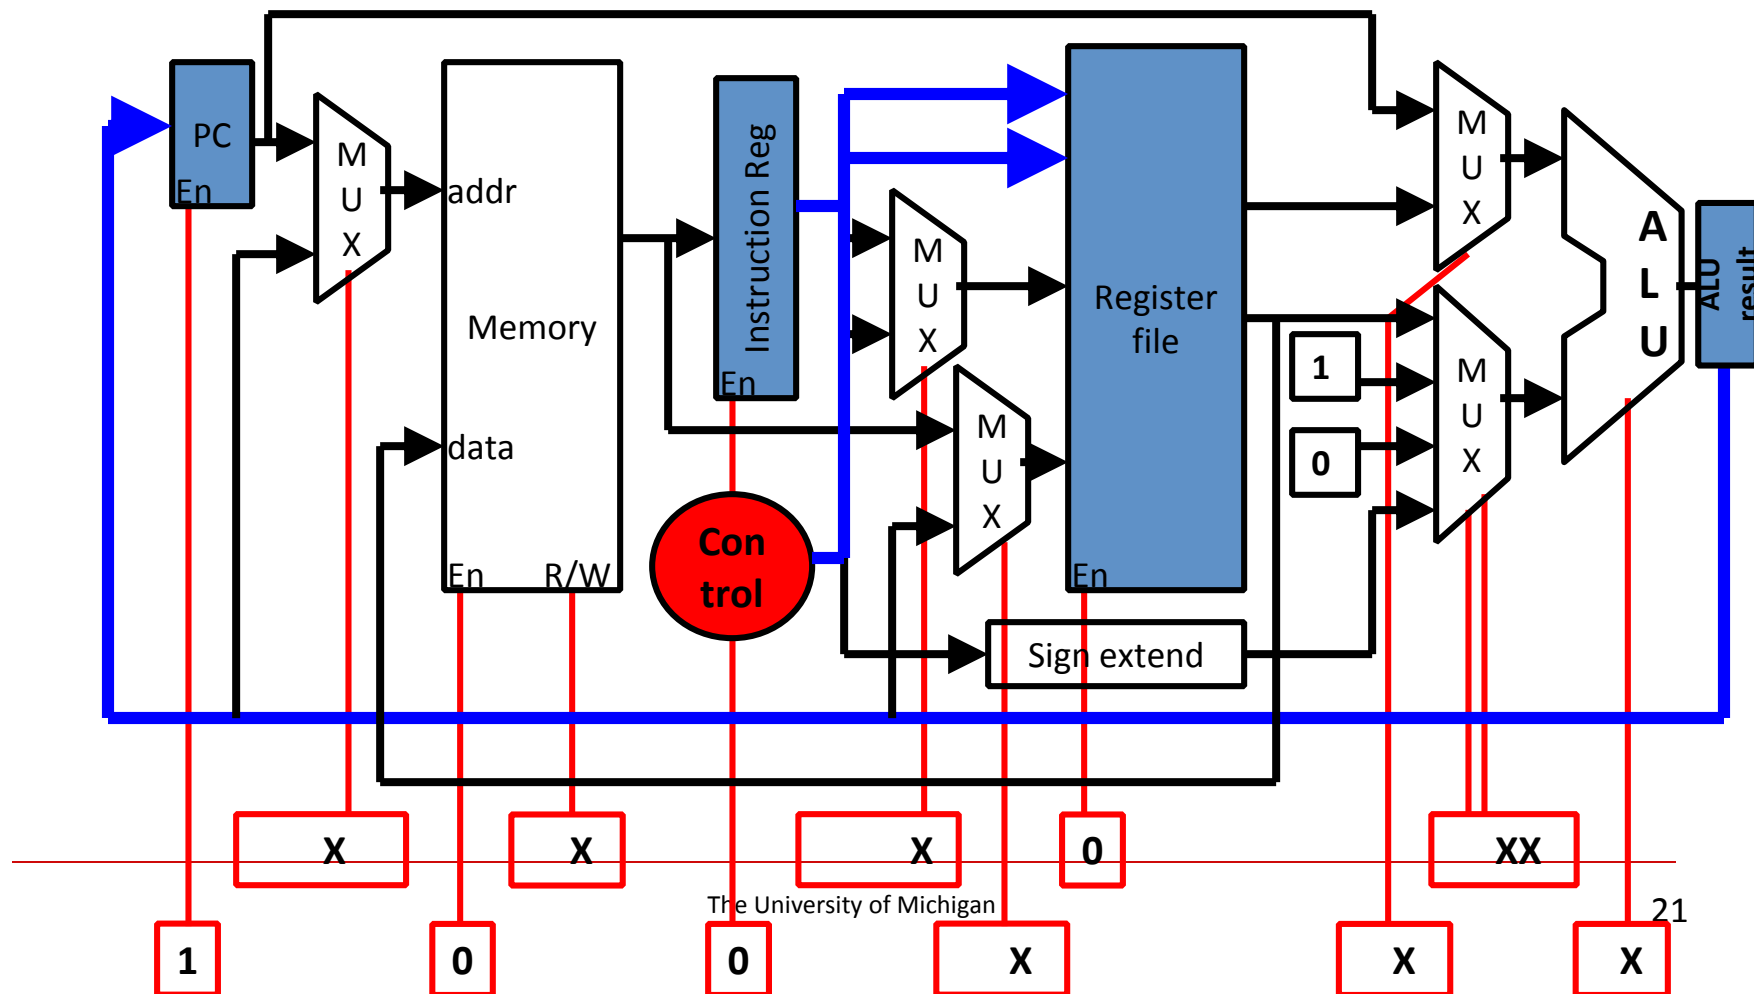 PC
En
M
U
X
addr
Memory
data
En
R/W
Instruction Reg
En
Con
trol
M
U
X
M
U
X
Register
file
En
Sign extend
1
0
M
U
X
M
U
X
A
L
U
ALU
result
X
X
X
0
XX
The University of Michigan
21
1
0
0
X
X
X